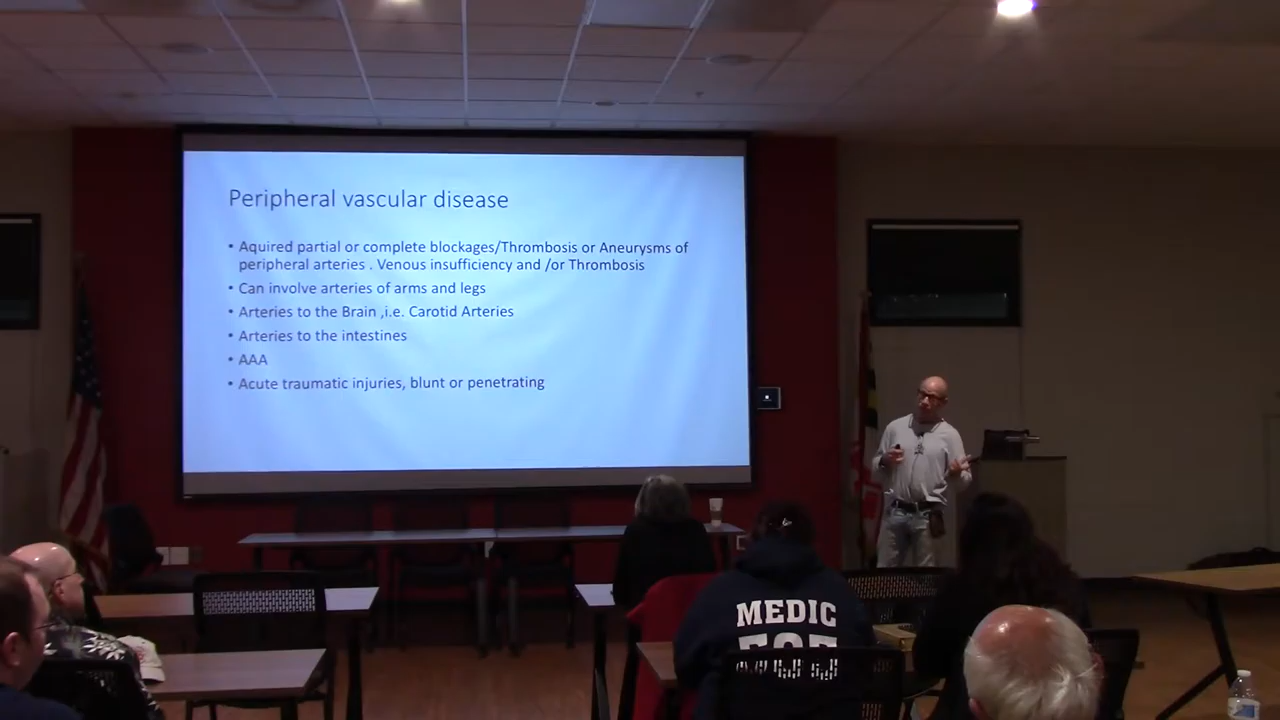 Peripheral vascular disease
• Aquired partial or complete blockages/Thrombosis or Aneurysms of
peripheral arteries . Venous insufficiency and /or Thrombosis
• Can involve arteries of arms and legs
• Arteries to the Brain ,i.e. Carotid Arteries
• Arteries to the intestines
• AAA
• Acute traumatic injuries, blunt or penetrating
MEDIC